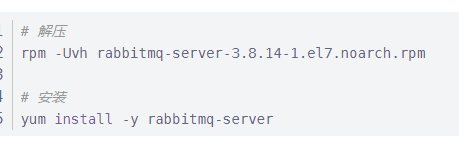 # 解压
rpm -Uvh rabbitmq-server-3.8.14-1.el7.noarch.rpm
# 安装
yum install -y rabbitmq-server